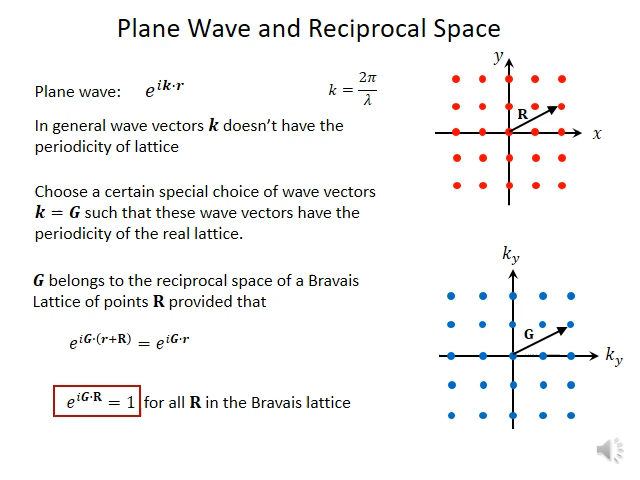 Plane Wave and Reciprocal Space
Plane wave: e^{ik·r} k = 2π/λ
In general wave vectors k doesn't have the
periodicity of lattice
Choose a certain special choice of wave vectors
k = G such that these wave vectors have the
periodicity of the real lattice.
G belongs to the reciprocal space of a Bravais
Lattice of points R provided that
e^{iG·(r+R)} = e^{iG·r}
e^{iG·R} = 1 for all R in the Bravais lattice
y
R
x
k_y
G
k_y